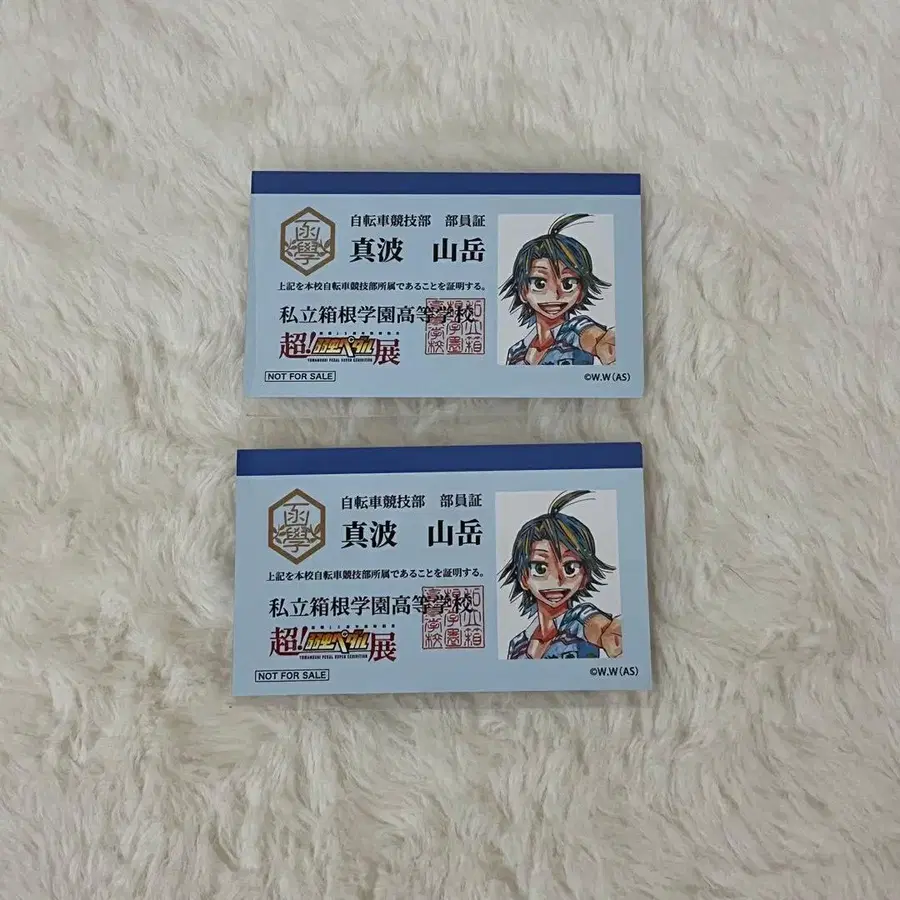 函學
自転車競技部 部員証
真波 山岳
上記を本校自転車競技部所属であることを証明する。
私立箱根学園高等学校
超!弱虫ペダル展
YOWAMUSHI PEDAL SUPER EXHIBITION
NOT FOR SALE
©W.W(AS)
函學
自転車競技部 部員証
真波 山岳
上記を本校自転車競技部所属であることを証明する。
私立箱根学園高等学校
超!弱虫ペダル展
YOWAMUSHI PEDAL SUPER EXHIBITION
NOT FOR SALE
©W.W(AS)